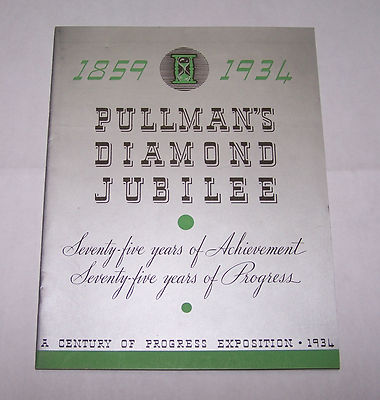 1859 1934
PULLMAN'S
DIAMOND
JUBILEE
Seventy-five years of Achievement
Seventy-five years of Progress
A CENTURY OF PROGRESS EXPOSITION • 1934